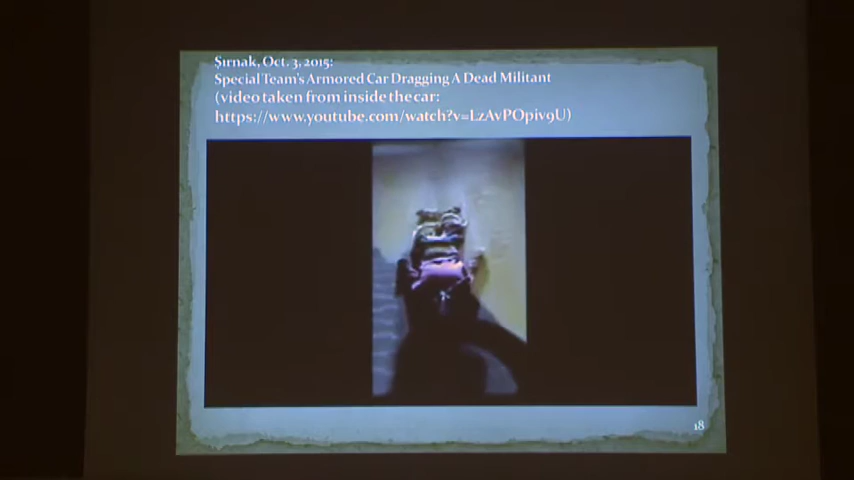 Şırnak, Oct. 3, 2015:
Special Team's Armored Car Dragging A Dead Militant
(video taken from inside the car:
https://www.youtube.com/watch?v=LzAvPOpiv9U)
18